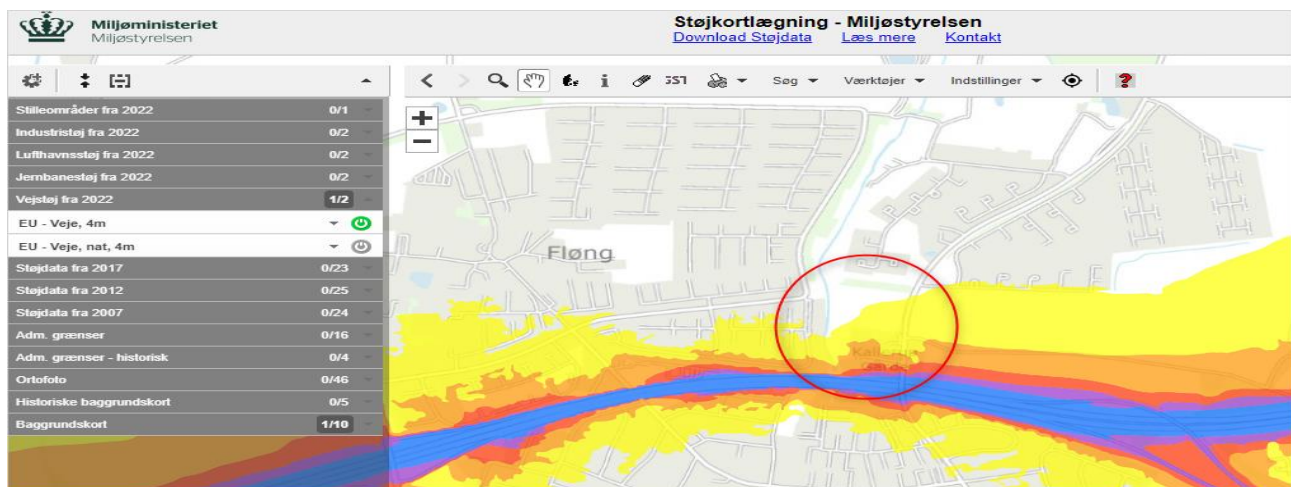 Miljøministeriet
Miljøstyrelsen
Støjkortlægning - Miljøstyrelsen
Download Støjdata Læs mere Kontakt
Søg Værktøjer Indstillinger ?
Stilleområder fra 2022 0/1
Industristøj fra 2022 0/2
Lufthavnsstøj fra 2022 0/2
Jernbanestøj fra 2022 0/2
Vejstøj fra 2022 1/2
EU - Veje, 4m
EU - Veje, nat, 4m
Støjdata fra 2017 0/23
Støjdata fra 2012 0/25
Støjdata fra 2007 0/24
Adm. grænser 0/16
Adm. grænser - historisk 0/4
Ortofoto 0/46
Historiske baggrundskort 0/5
Baggrundskort 1/10
Fløng